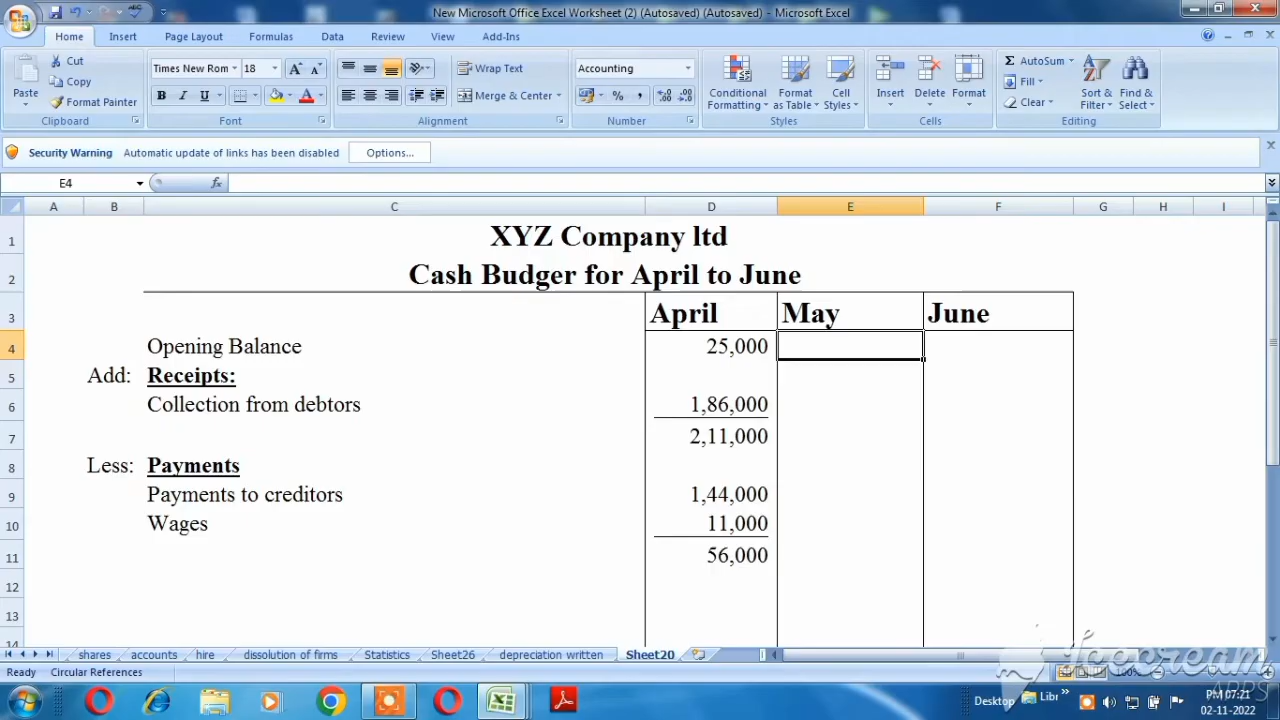 New Microsoft Office Excel Worksheet (2) (Autosaved) (Autosaved) - Microsoft Excel
Home Insert Page Layout Formulas Data Review View Add-Ins
Paste Cut Copy Format Painter
Times New Rom 18
B I U A A A
Wrap Text
Merge & Center
Accounting
% ,
Conditional Formatting Format as Table Cell Styles
Insert Delete Format
Σ AutoSum Fill Clear
Sort & Filter Find & Select
Clipboard Font Alignment Number Styles Cells Editing
Security Warning Automatic update of links has been disabled Options...
E4 fx
A B C D E F G H I
1 XYZ Company ltd
2 Cash Budger for April to June
3 April May June
4 Opening Balance 25,000
5 Add: Receipts:
6 Collection from debtors 1,86,000
7 2,11,000
8 Less: Payments
9 Payments to creditors 1,44,000
10 Wages 11,000
11 56,000
12
13
14
shares accounts hire dissolution of firms Statistics Sheet26 depreciation written Sheet20
Ready Circular References 100%
Icecream
APPS
Desktop Libr » PM 07:21
02-11-2022